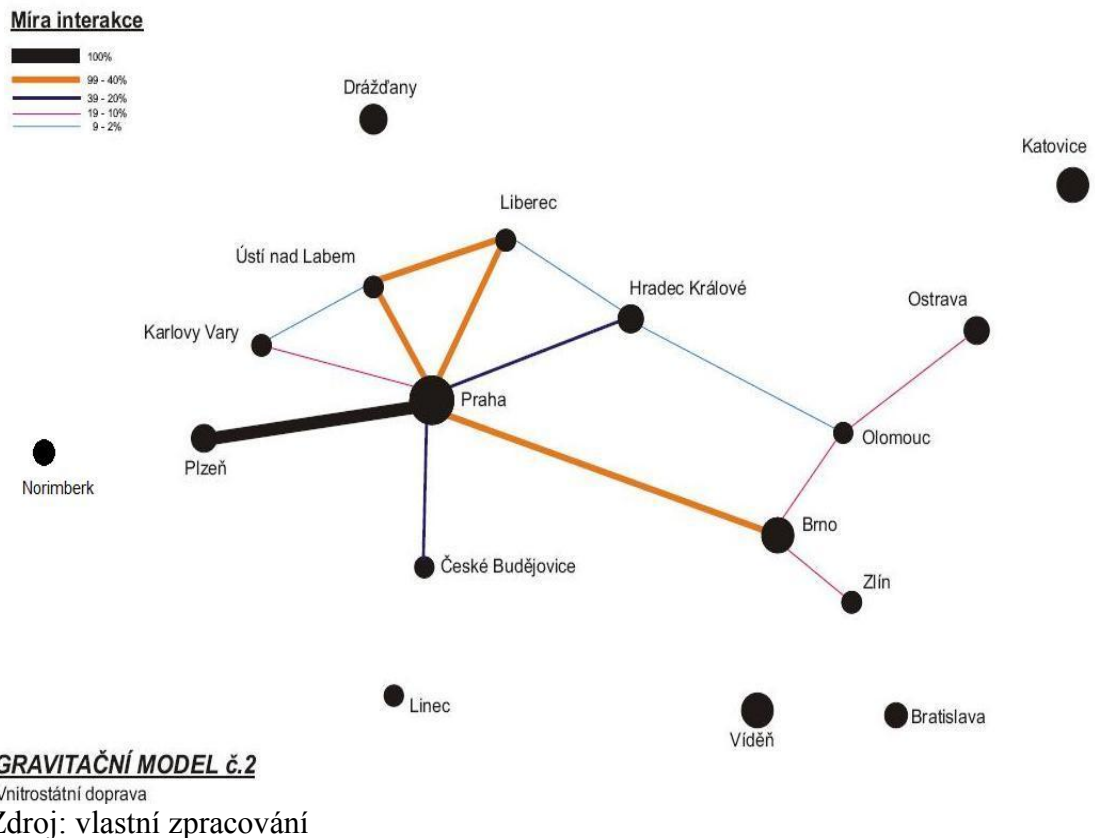 Míra interakce
100%
99 - 40%
39 - 20%
19 - 10%
9 - 2%
Drážďany
Katovice
Liberec
Ústí nad Labem
Hradec Králové
Ostrava
Karlovy Vary
Praha
Olomouc
Plzeň
Norimberk
Brno
České Budějovice
Zlín
Linec
Bratislava
Vídeň
GRAVITAČNÍ MODEL č.2
Vnitrostátní doprava
Zdroj: vlastní zpracování